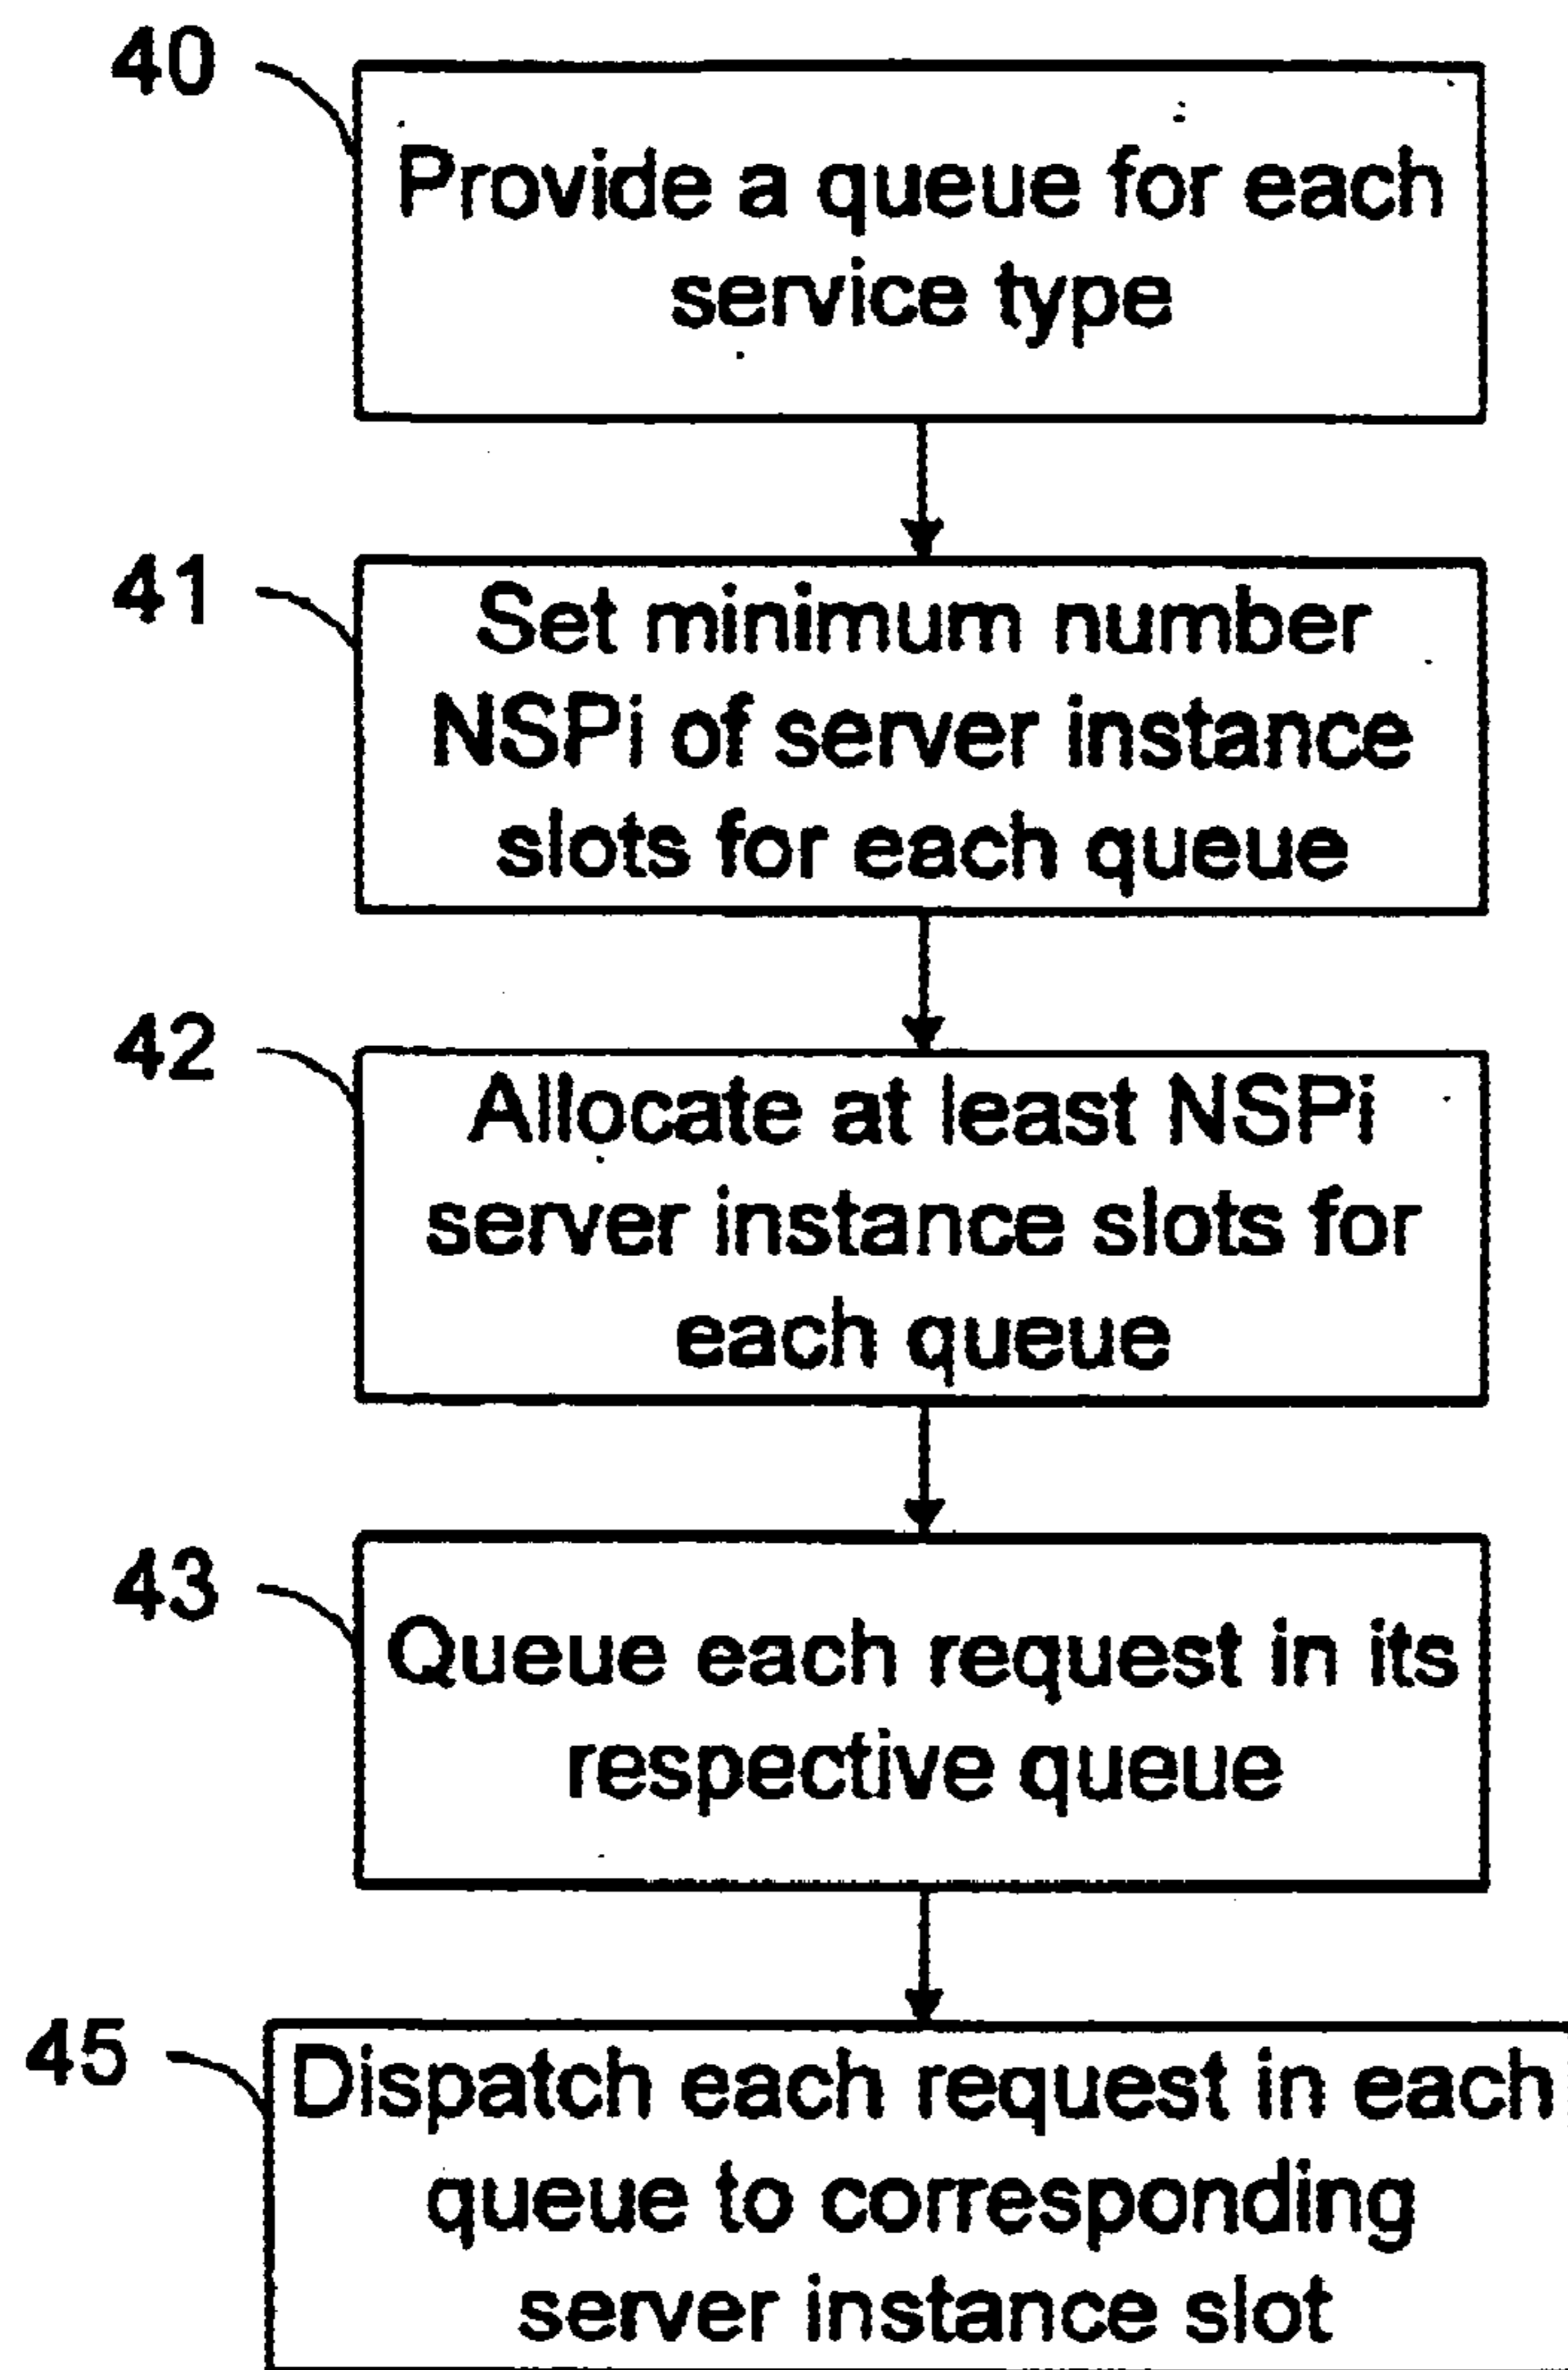 40
Provide a queue for each
service type
41
Set minimum number
NSPi of server instance
slots for each queue
42
Allocate at least NSPi
server instance slots for
each queue
43
Queue each request in its
respective queue
45
Dispatch each request in each
queue to corresponding
server instance slot